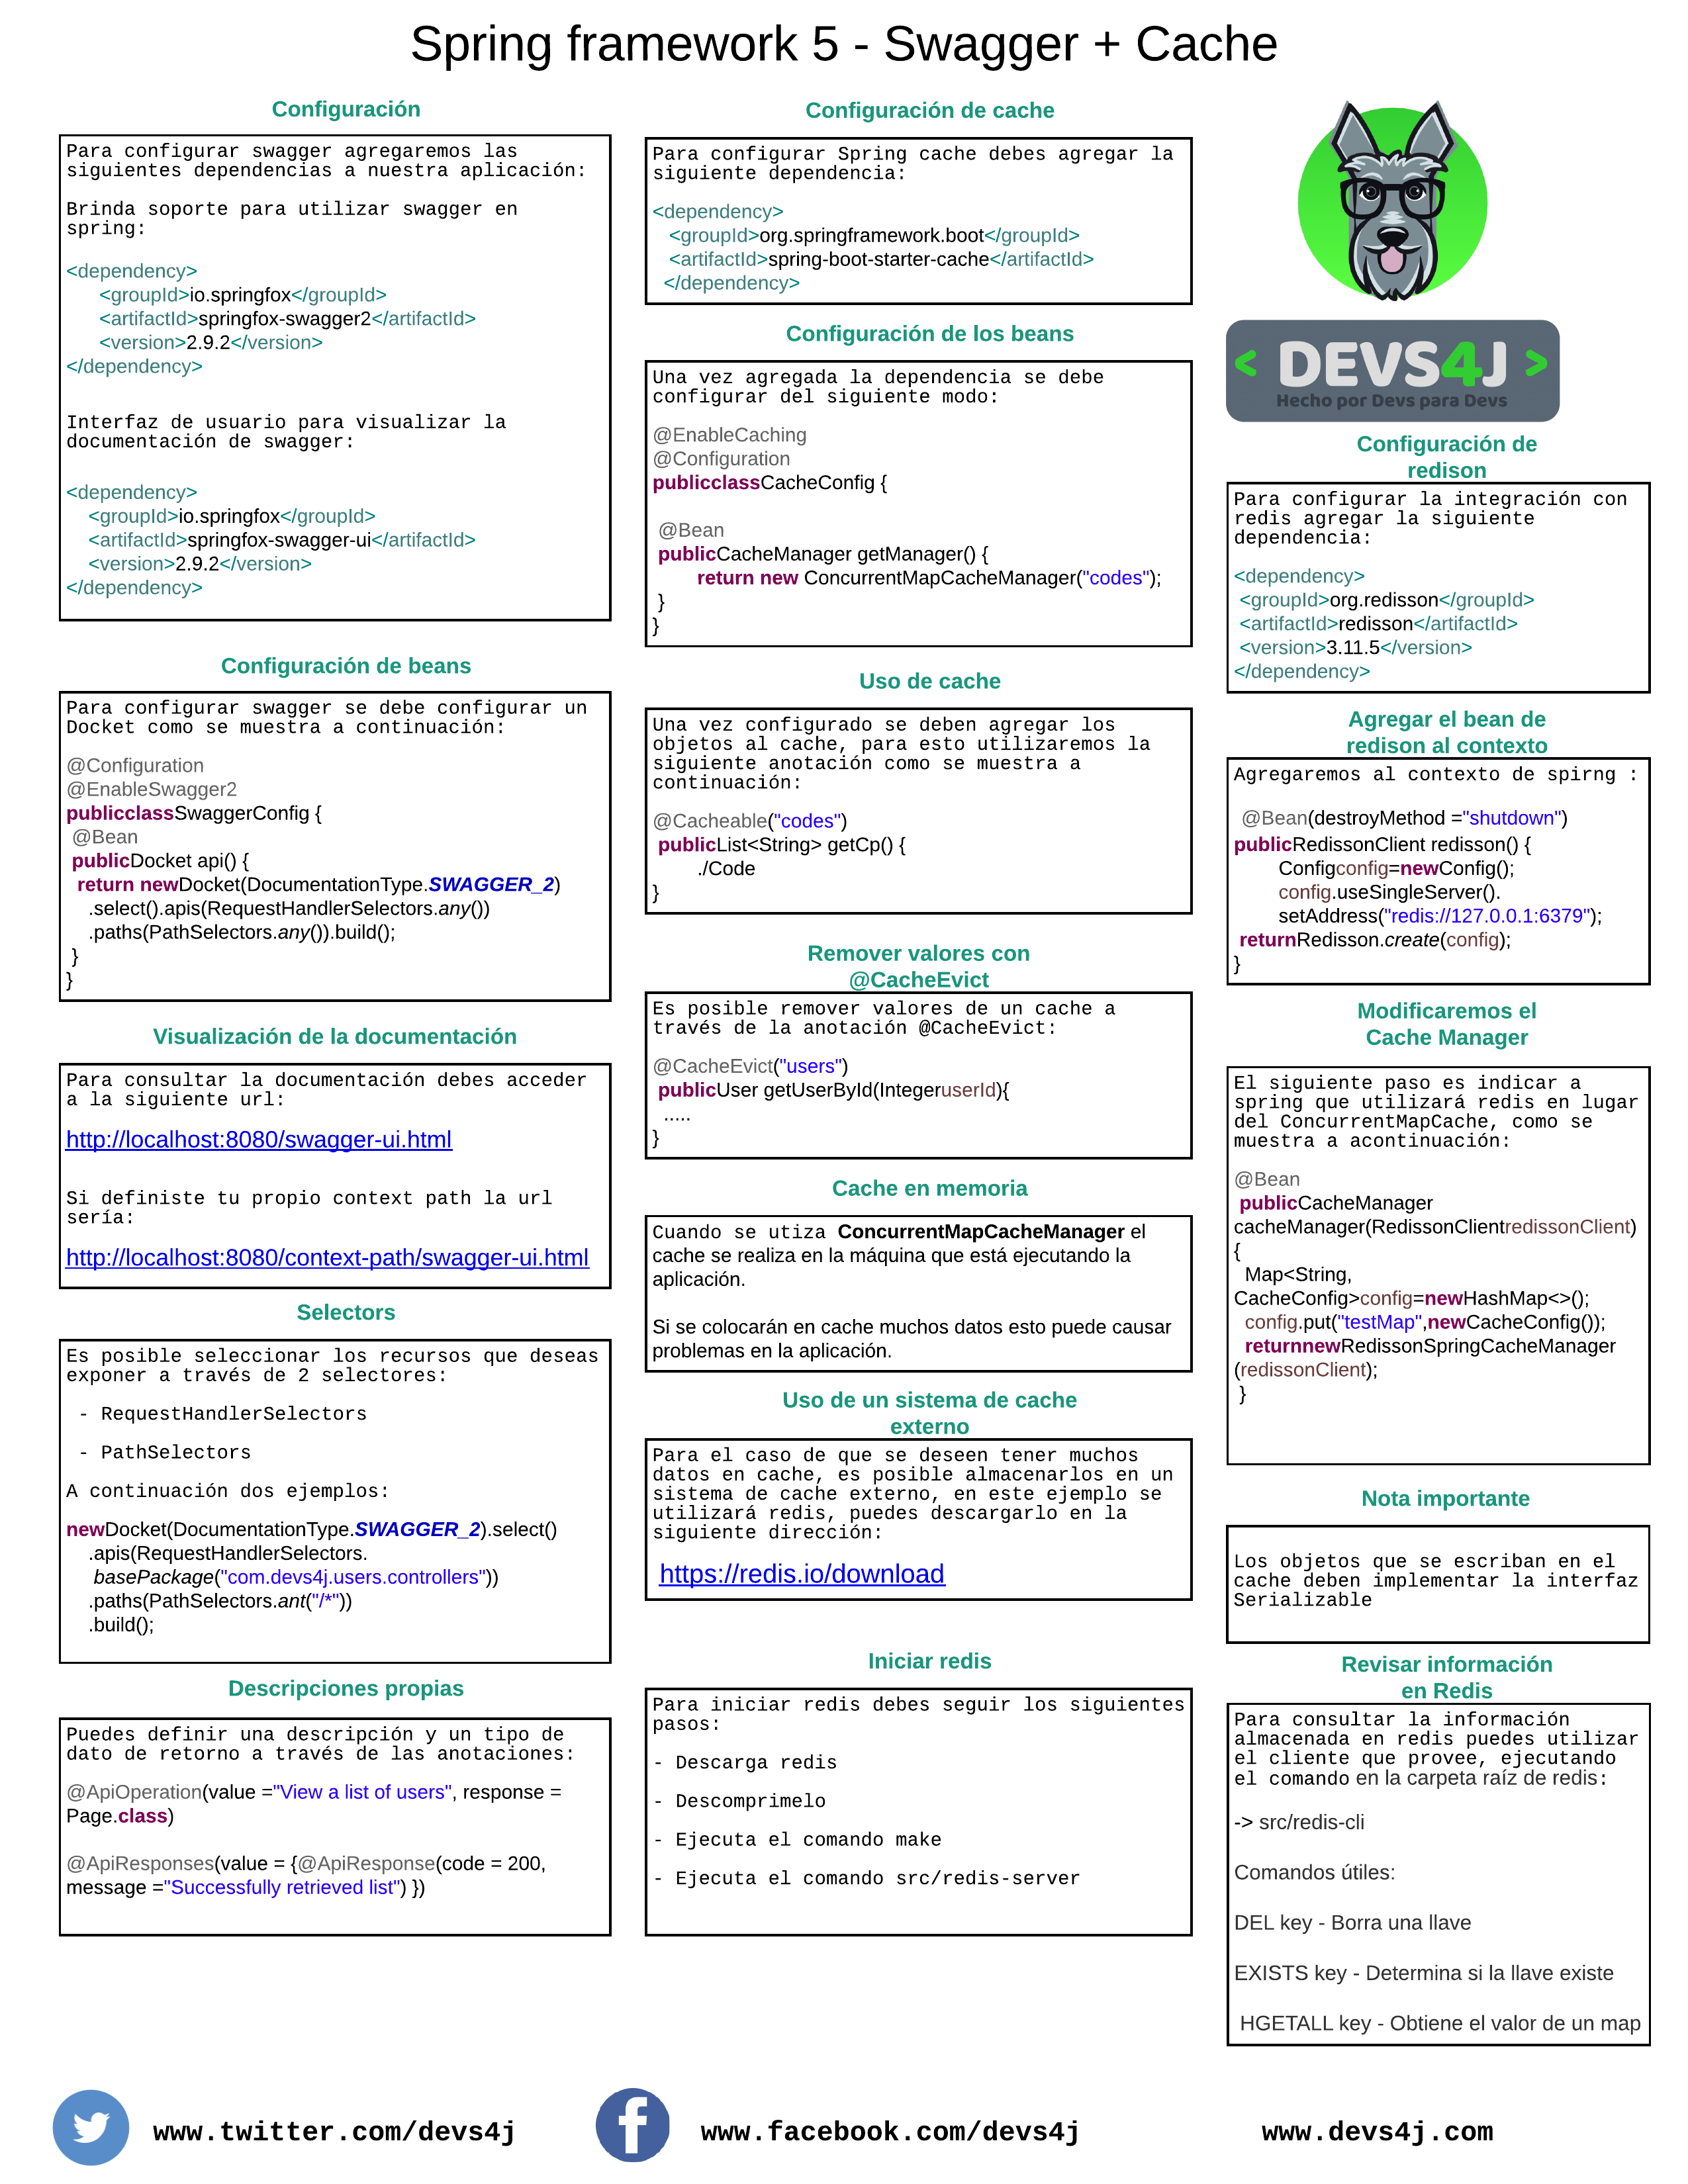 Spring framework 5 - Swagger + Cache
Configuración
Para configurar swagger agregaremos las
siguientes dependencias a nuestra aplicación:
Brinda soporte para utilizar swagger en
spring:
<dependency>
<groupId>io.springfox</groupId>
<artifactId>springfox-swagger2</artifactId>
<version>2.9.2</version>
</dependency>
Interfaz de usuario para visualizar la
documentación de swagger:
<dependency>
<groupId>io.springfox</groupId>
<artifactId>springfox-swagger-ui</artifactId>
<version>2.9.2</version>
</dependency>
Configuración de beans
Para configurar swagger se debe configurar un
Docket como se muestra a continuación:
@Configuration
@EnableSwagger2
publicclassSwaggerConfig {
@Bean
publicDocket api() {
return newDocket(DocumentationType.SWAGGER_2)
.select().apis(RequestHandlerSelectors.any())
.paths(PathSelectors.any()).build();
}
}
Visualización de la documentación
Para consultar la documentación debes acceder
a la siguiente url:
http://localhost:8080/swagger-ui.html
Si definiste tu propio context path la url
sería:
http://localhost:8080/context-path/swagger-ui.html
Selectors
Es posible seleccionar los recursos que deseas
exponer a través de 2 selectores:
- RequestHandlerSelectors
- PathSelectors
A continuación dos ejemplos:
newDocket(DocumentationType.SWAGGER_2).select()
.apis(RequestHandlerSelectors.
basePackage("com.devs4j.users.controllers"))
.paths(PathSelectors.ant("/*"))
.build();
Descripciones propias
Puedes definir una descripción y un tipo de
dato de retorno a través de las anotaciones:
@ApiOperation(value ="View a list of users", response =
Page.class)
@ApiResponses(value = {@ApiResponse(code = 200,
message ="Successfully retrieved list") })
Configuración de cache
Para configurar Spring cache debes agregar la
siguiente dependencia:
<dependency>
<groupId>org.springframework.boot</groupId>
<artifactId>spring-boot-starter-cache</artifactId>
</dependency>
Configuración de los beans
Una vez agregada la dependencia se debe
configurar del siguiente modo:
@EnableCaching
@Configuration
publicclassCacheConfig {
@Bean
publicCacheManager getManager() {
return new ConcurrentMapCacheManager("codes");
}
}
Uso de cache
Una vez configurado se deben agregar los
objetos al cache, para esto utilizaremos la
siguiente anotación como se muestra a
continuación:
@Cacheable("codes")
publicList<String> getCp() {
./Code
}
Remover valores con
@CacheEvict
Es posible remover valores de un cache a
través de la anotación @CacheEvict:
@CacheEvict("users")
publicUser getUserById(IntegeruserId){
.....
}
Cache en memoria
Cuando se utiza ConcurrentMapCacheManager el
cache se realiza en la máquina que está ejecutando la
aplicación.
Si se colocarán en cache muchos datos esto puede causar
problemas en la aplicación.
Uso de un sistema de cache
externo
Para el caso de que se deseen tener muchos
datos en cache, es posible almacenarlos en un
sistema de cache externo, en este ejemplo se
utilizará redis, puedes descargarlo en la
siguiente dirección:
https://redis.io/download
Iniciar redis
Para iniciar redis debes seguir los siguientes
pasos:
- Descarga redis
- Descomprimelo
- Ejecuta el comando make
- Ejecuta el comando src/redis-server
< DEVS4J >
Hecho por Devs para Devs
Configuración de
redison
Para configurar la integración con
redis agregar la siguiente
dependencia:
<dependency>
<groupId>org.redisson</groupId>
<artifactId>redisson</artifactId>
<version>3.11.5</version>
</dependency>
Agregar el bean de
redison al contexto
Agregaremos al contexto de spirng :
@Bean(destroyMethod ="shutdown")
publicRedissonClient redisson() {
Configconfig=newConfig();
config.useSingleServer().
setAddress("redis://127.0.0.1:6379");
returnRedisson.create(config);
}
Modificaremos el
Cache Manager
El siguiente paso es indicar a
spring que utilizará redis en lugar
del ConcurrentMapCache, como se
muestra a acontinuación:
@Bean
publicCacheManager
cacheManager(RedissonClientredissonClient)
{
Map<String,
CacheConfig>config=newHashMap<>();
config.put("testMap",newCacheConfig());
returnnewRedissonSpringCacheManager
(redissonClient);
}
Nota importante
Los objetos que se escriban en el
cache deben implementar la interfaz
Serializable
Revisar información
en Redis
Para consultar la información
almacenada en redis puedes utilizar
el cliente que provee, ejecutando
el comando en la carpeta raíz de redis:
-> src/redis-cli
Comandos útiles:
DEL key - Borra una llave
EXISTS key - Determina si la llave existe
HGETALL key - Obtiene el valor de un map
www.twitter.com/devs4j
www.facebook.com/devs4j
www.devs4j.com